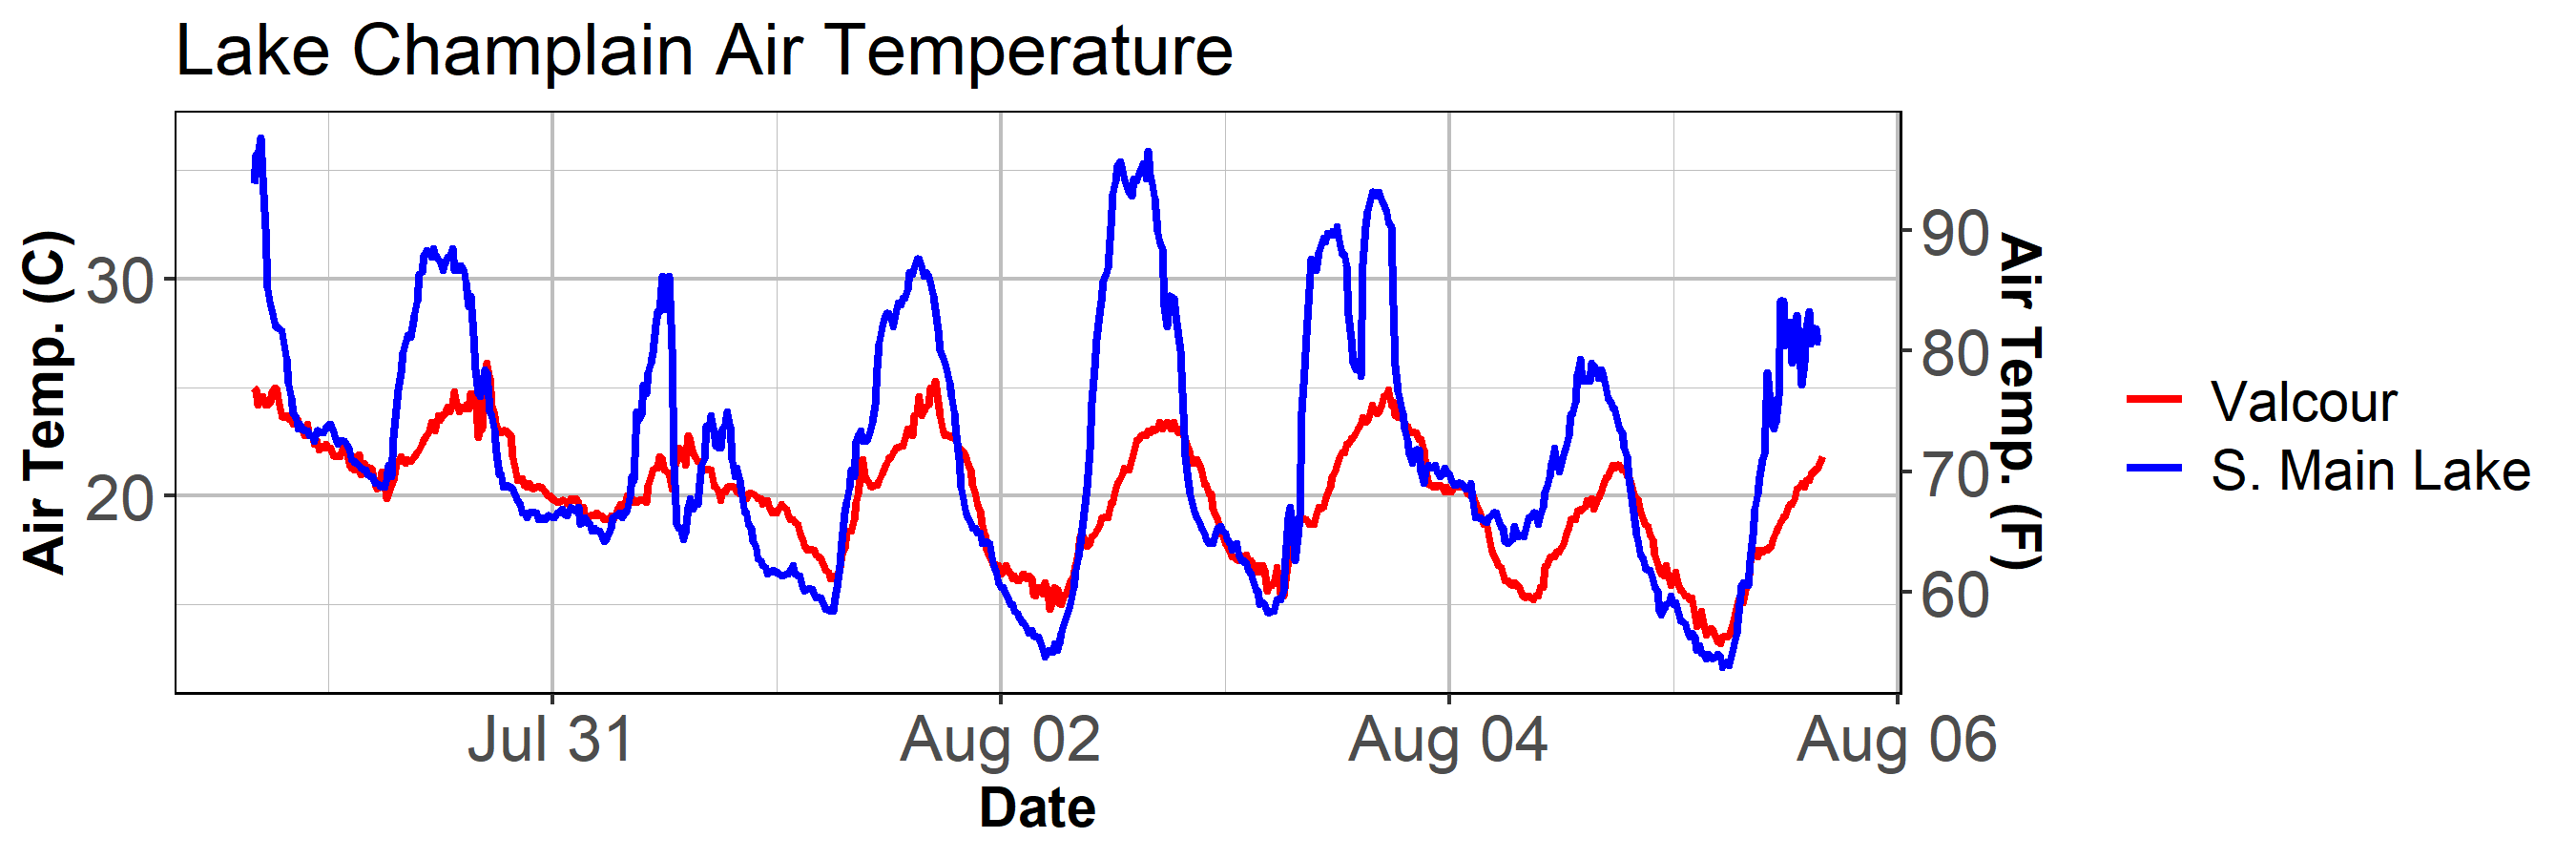 Lake Champlain Air Temperature
Air Temp. (C)
30
20
90
80
70
60
Air Temp. (F)
Jul 31
Aug 02
Aug 04
Aug 06
Date
Valcour
S. Main Lake